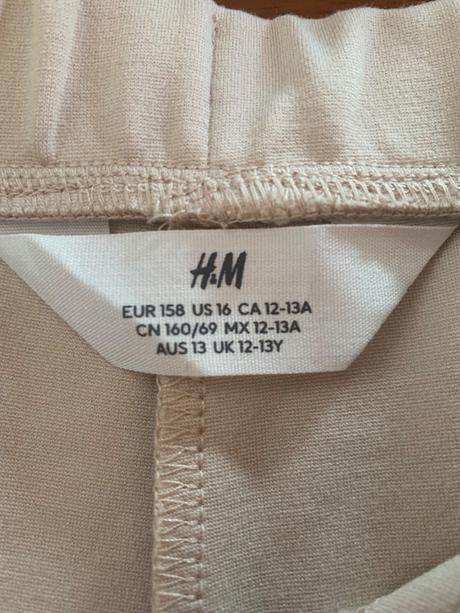 H&M
EUR 158 US 16 CA 12-13A
CN 160/69 MX 12-13A
AUS 13 UK 12-13Y